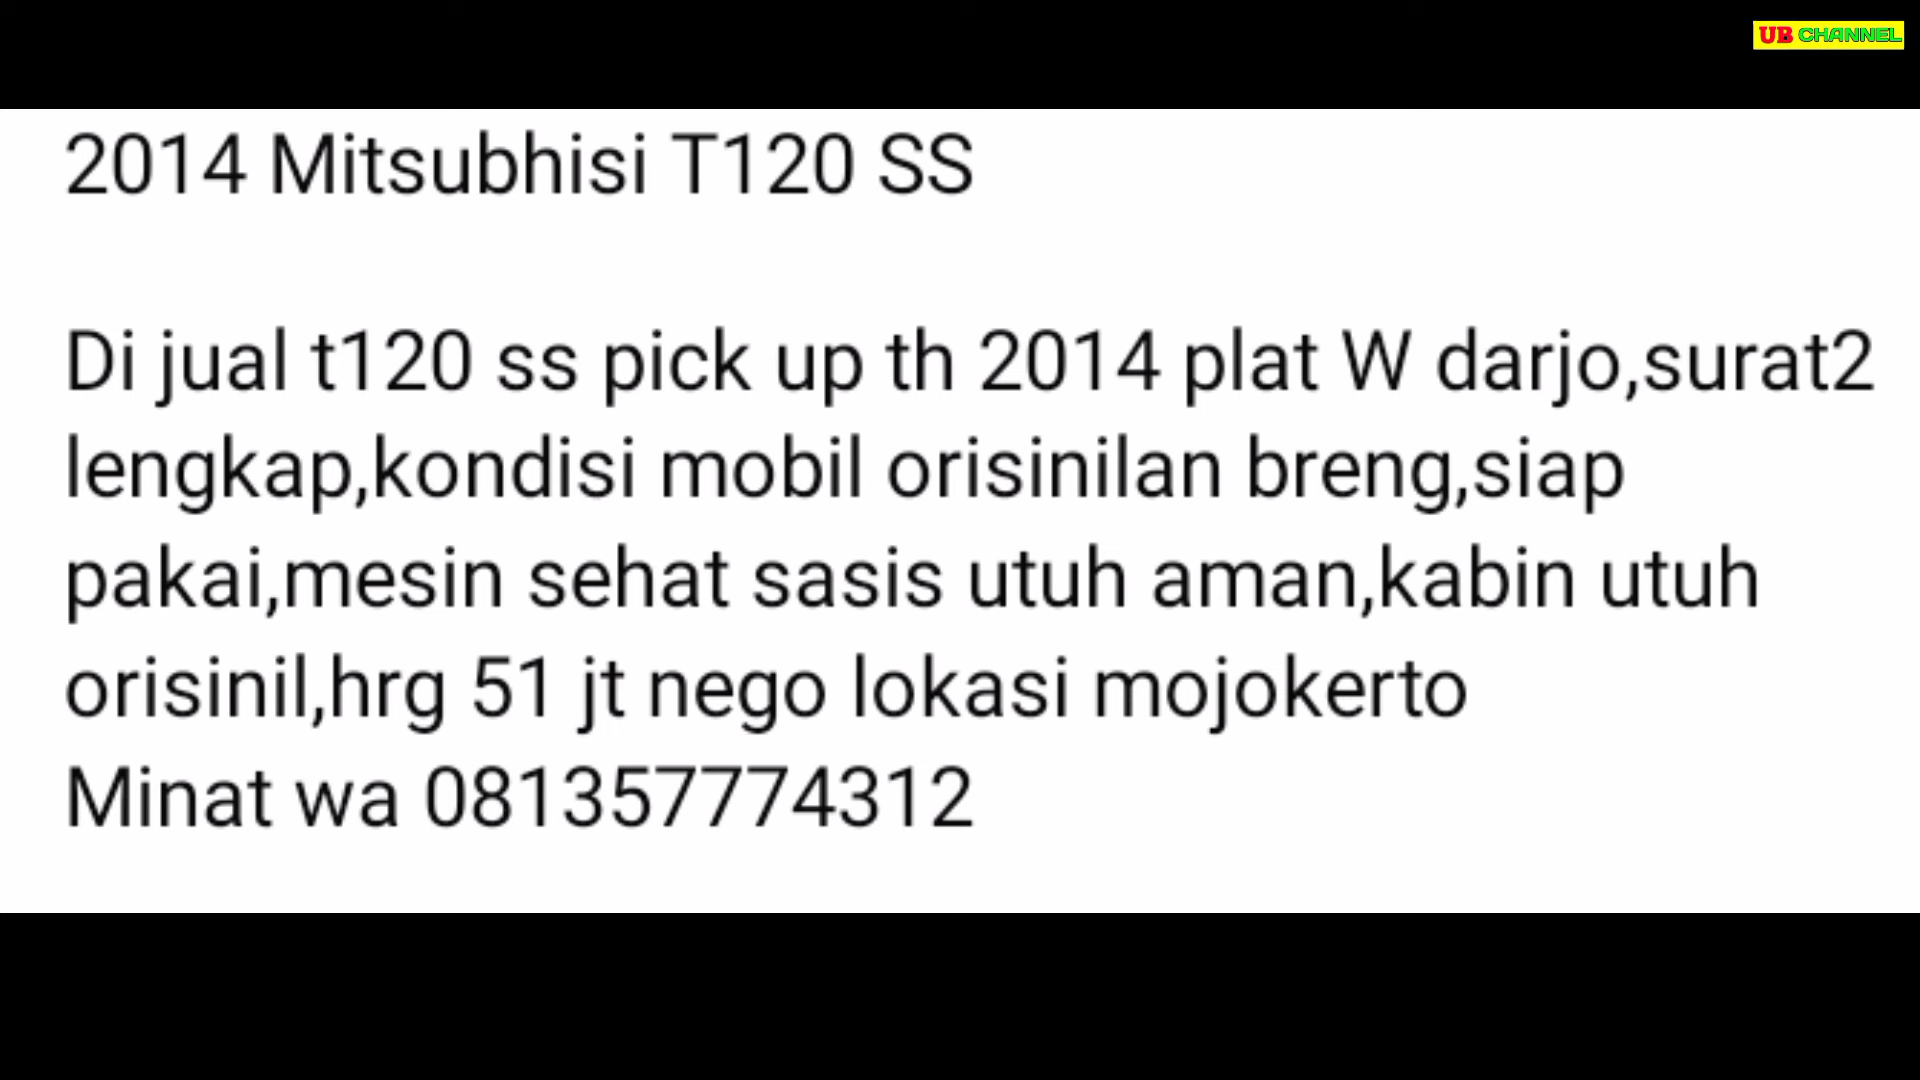 UB CHANNEL
2014 Mitsubhisi T120 SS
Di jual t120 ss pick up th 2014 plat W darjo,surat2
lengkap,kondisi mobil orisinilan breng,siap
pakai,mesin sehat sasis utuh aman,kabin utuh
orisinil,hrg 51 jt nego lokasi mojokerto
Minat wa 081357774312